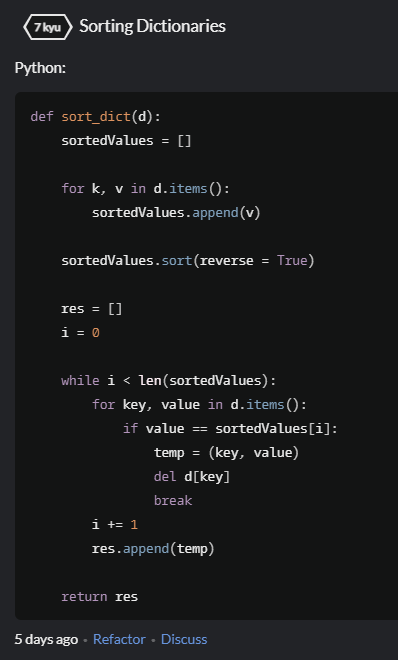 7 kyu Sorting Dictionaries
Python:
def sort_dict(d):
    sortedValues = []
    for k, v in d.items():
        sortedValues.append(v)
    sortedValues.sort(reverse = True)
    res = []
    i = 0
    while i < len(sortedValues):
        for key, value in d.items():
            if value == sortedValues[i]:
                temp = (key, value)
                del d[key]
                break
        i += 1
        res.append(temp)
    return res
5 days ago • Refactor • Discuss